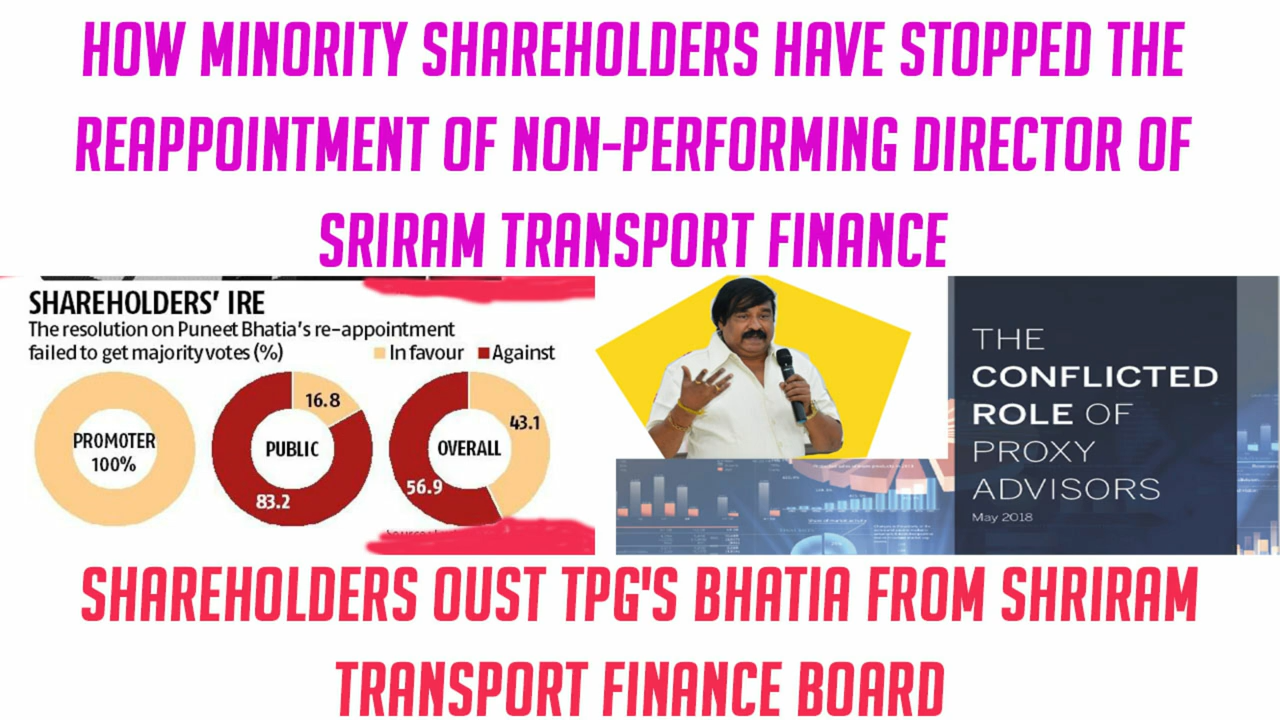 HOW MINORITY SHAREHOLDERS HAVE STOPPED THE
REAPPOINTMENT OF NON-PERFORMING DIRECTOR OF
SRIRAM TRANSPORT FINANCE
SHAREHOLDERS' IRE
The resolution on Puneet Bhatia's re-appointment
failed to get majority votes (%)
In favour Against
PROMOTER
100%
16.8
PUBLIC
83.2
43.1
OVERALL
56.9
THE
CONFLICTED
ROLE OF
PROXY
ADVISORS
May 2018
SHAREHOLDERS OUST TPG'S BHATIA FROM SHRIRAM
TRANSPORT FINANCE BOARD